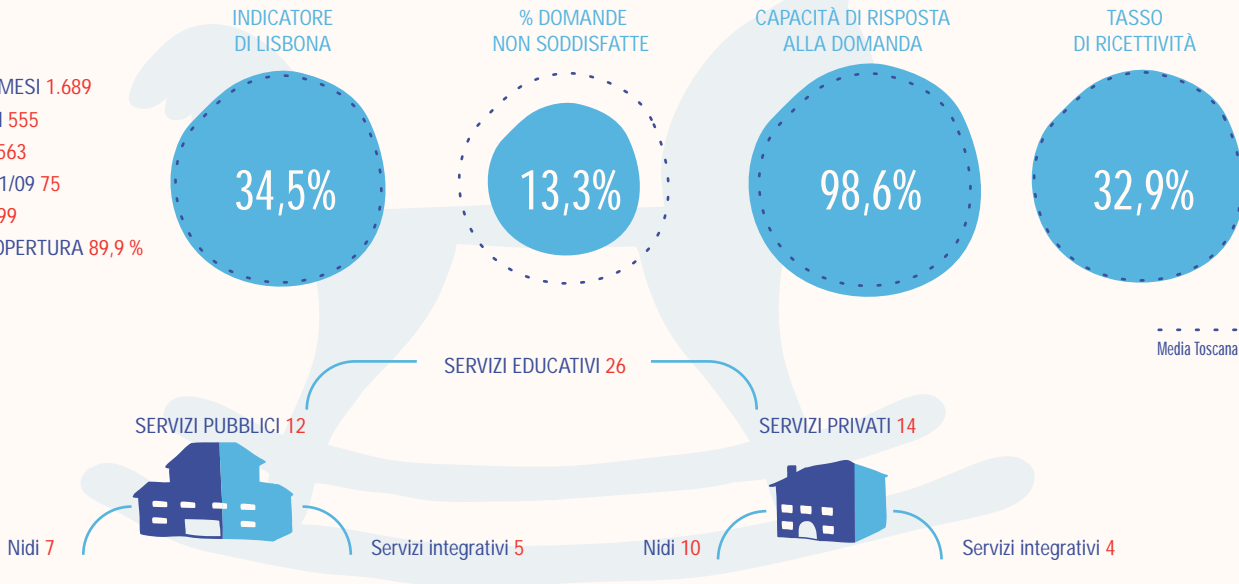 INDICATORE
DI LISBONA
% DOMANDE
NON SODDISFATTE
CAPACITÀ DI RISPOSTA
ALLA DOMANDA
TASSO
DI RICETTIVITÀ
MESI 1.689
555
563
1/09 75
99
OPERTURA 89,9 %
34,5%
13,3%
98,6%
32,9%
Media Toscana
SERVIZI EDUCATIVI 26
SERVIZI PUBBLICI 12
SERVIZI PRIVATI 14
Nidi 7
Servizi integrativi 5
Nidi 10
Servizi integrativi 4